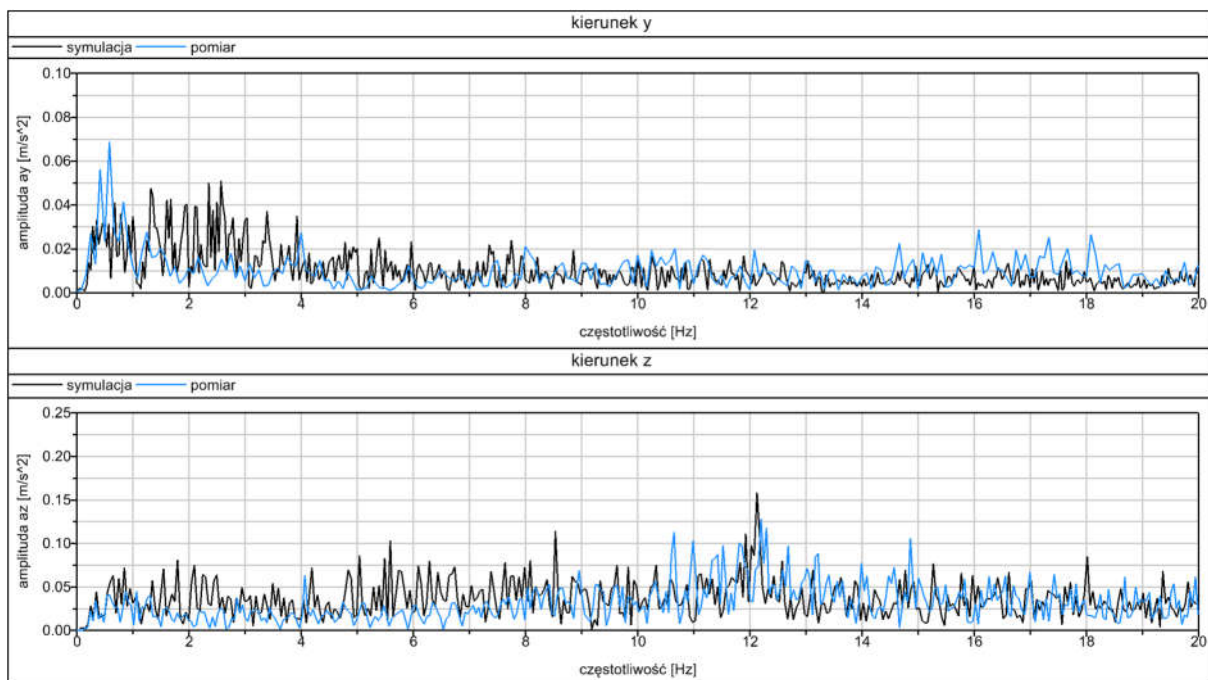 kierunek y
symulacja pomiar
0.10
0.08
0.06
0.04
0.02
0.00
amplituda ay [m/s^2]
0 2 4 6 8 10 12 14 16 18 20
częstotliwość [Hz]
kierunek z
symulacja pomiar
0.25
0.20
0.15
0.10
0.05
0.00
amplituda az [m/s^2]
0 2 4 6 8 10 12 14 16 18 20
częstotliwość [Hz]